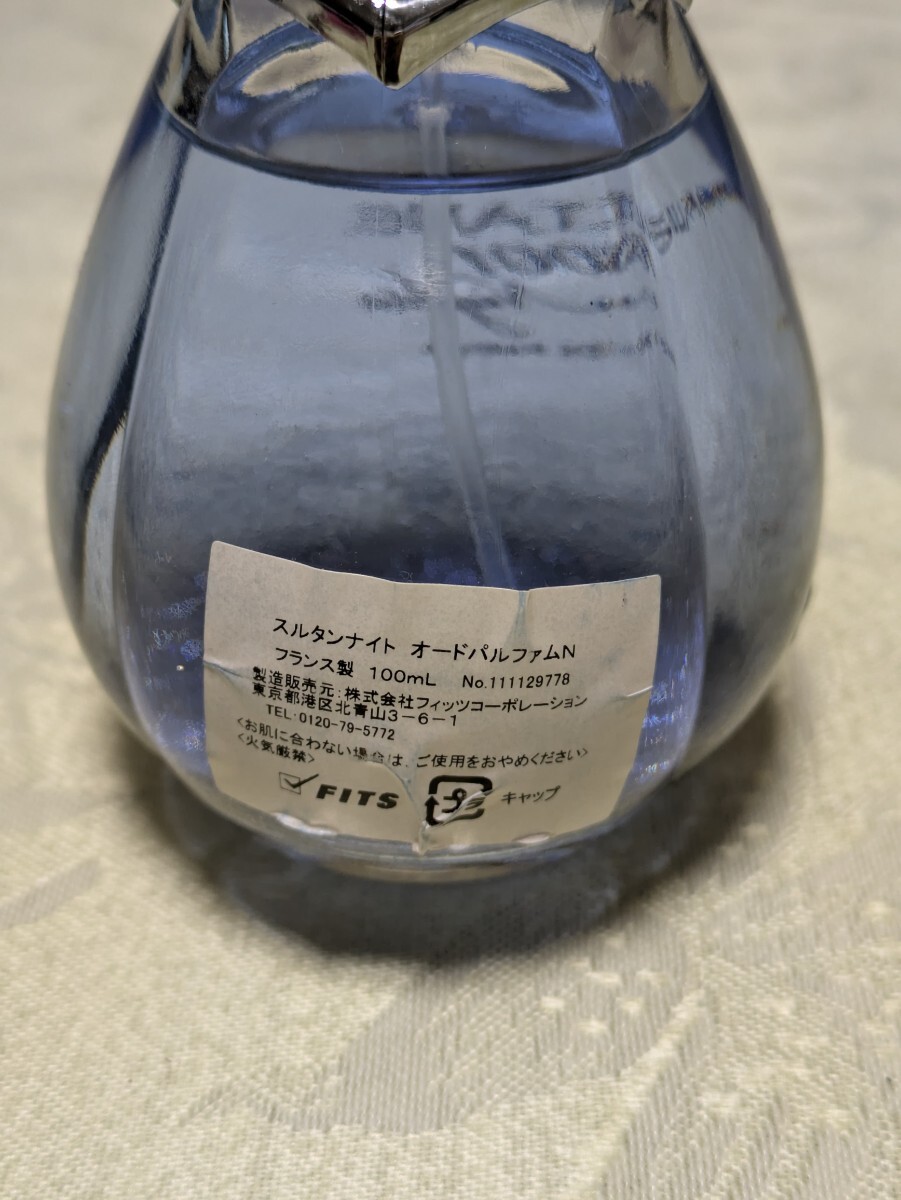 スルタンナイト オードパルファムN
フランス製 100mL No.111129778
製造販売元:株式会社フィッツコーポレーション
東京都港区北青山3-6-1
TEL:0120-79-5772
<お肌に合わない場合は、ご使用をおやめください>
<火気厳禁>
FITS プラ キャップ